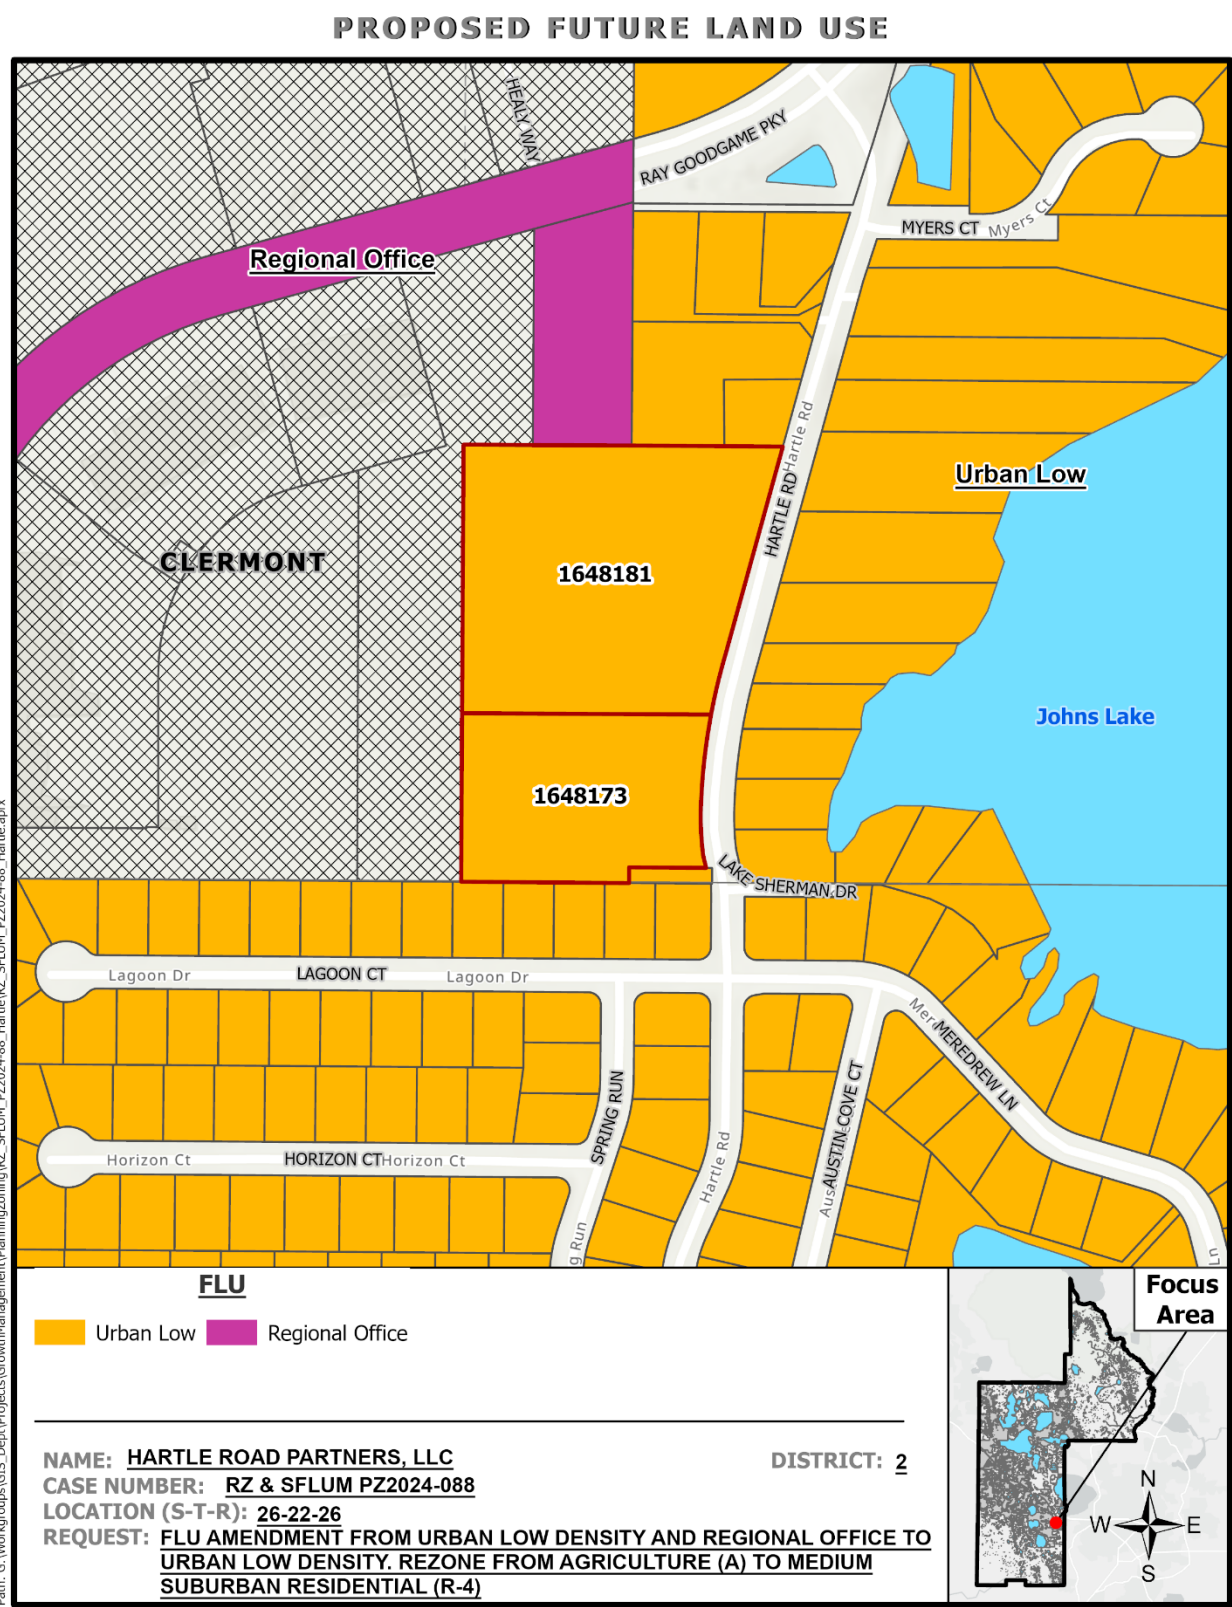 PROPOSED FUTURE LAND USE
HEALY WAY
RAY GOODGAME PKY
MYERS CT
Myers Ct
Regional Office
Hartle Rd
HARTLE RD
Urban Low
CLERMONT
1648181
Johns Lake
1648173
LAKE SHERMAN DR
Lagoon Dr
LAGOON CT
Lagoon Dr
MEREDREW LN
SPRING RUN
AUSTIN COVE CT
Hartle Rd
Horizon Ct
HORIZON CT
Horizon Ct
g Run
Ln
FLU
Urban Low
Regional Office
Focus
Area
NAME: HARTLE ROAD PARTNERS, LLC
DISTRICT: 2
CASE NUMBER: RZ & SFLUM PZ2024-088
LOCATION (S-T-R): 26-22-26
REQUEST: FLU AMENDMENT FROM URBAN LOW DENSITY AND REGIONAL OFFICE TO
URBAN LOW DENSITY. REZONE FROM AGRICULTURE (A) TO MEDIUM
SUBURBAN RESIDENTIAL (R-4)
N
W
E
S